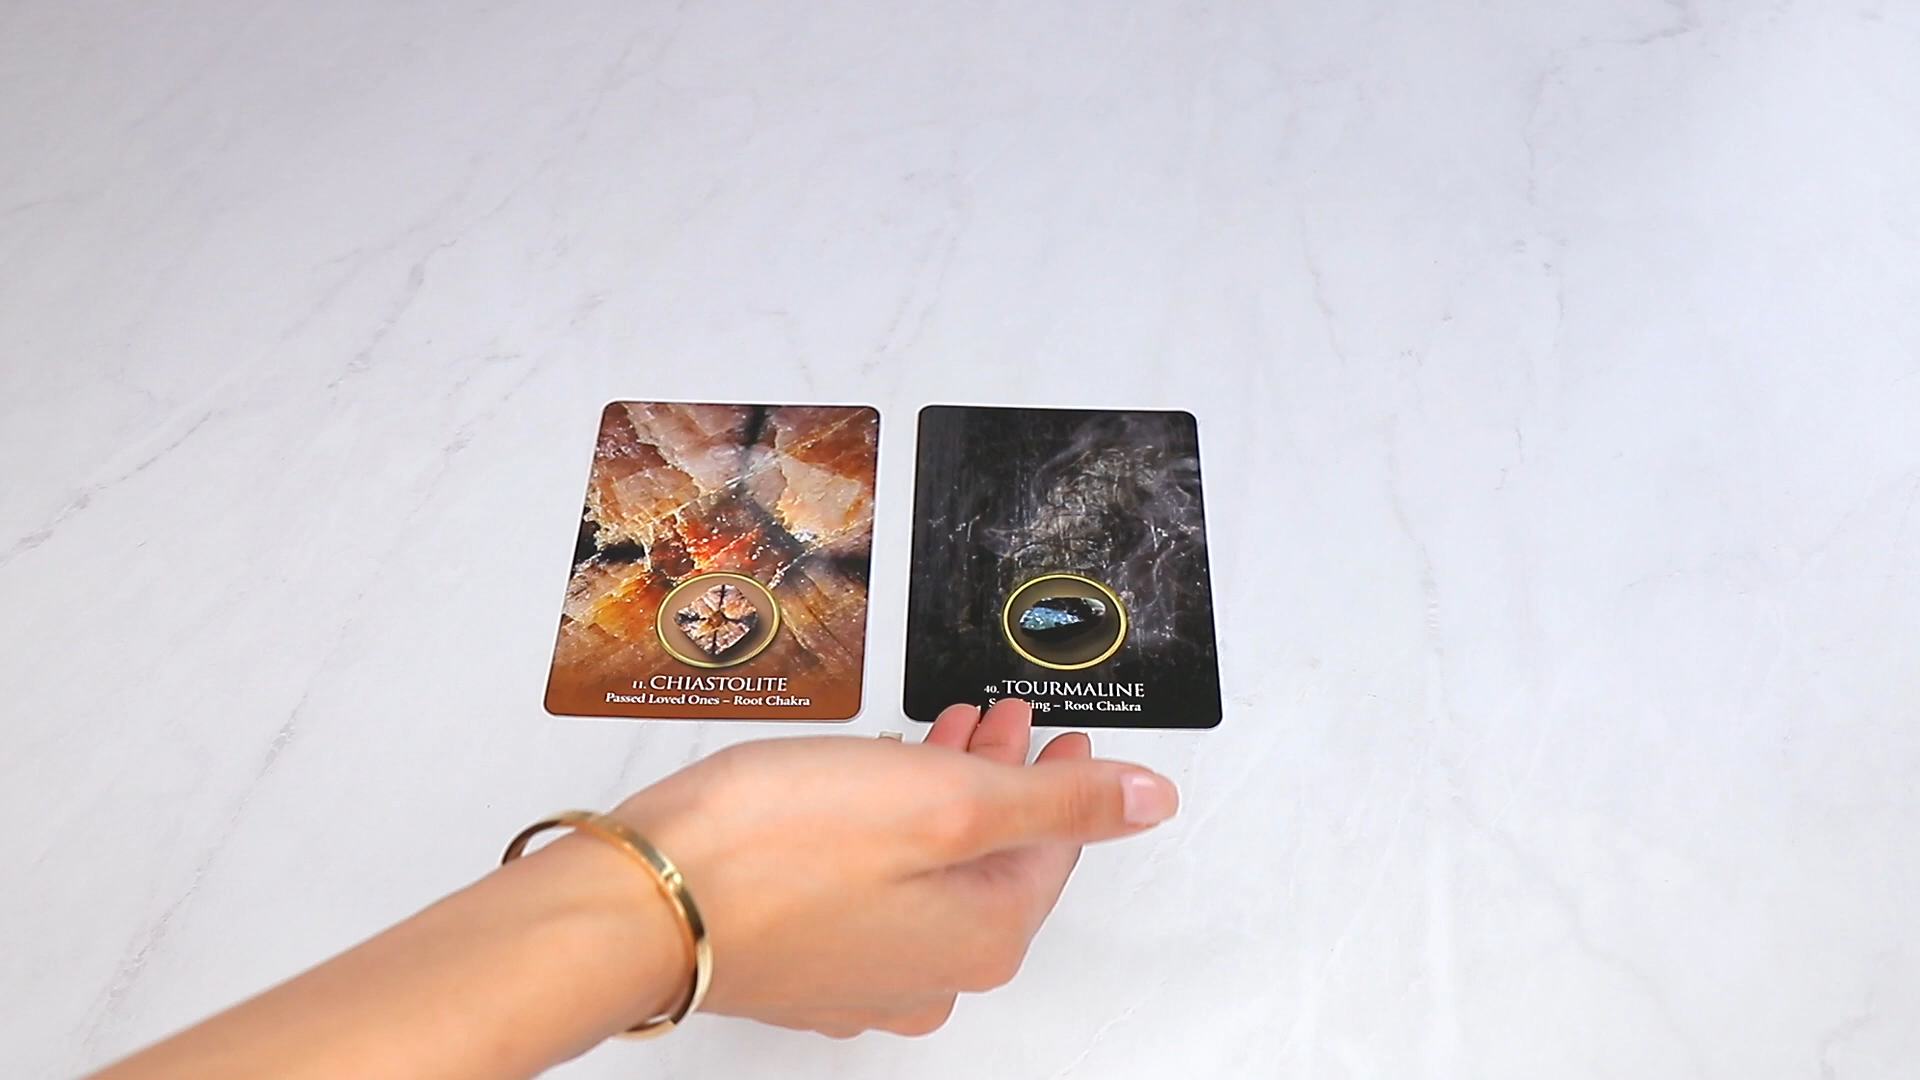 11. CHIASTOLITE
Passed Loved Ones – Root Chakra
40. TOURMALINE
– Root Chakra